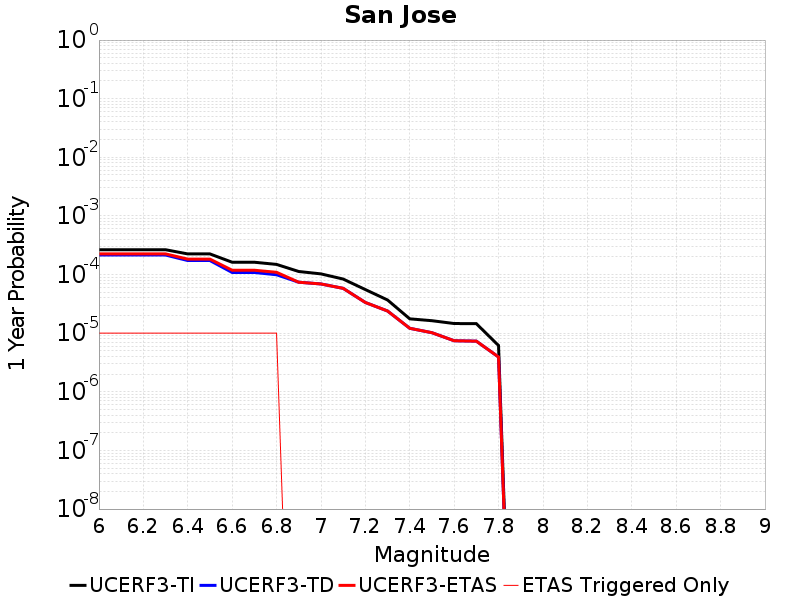 San Jose
1 Year Probability
10^0
10^-1
10^-2
10^-3
10^-4
10^-5
10^-6
10^-7
10^-8
6 6.2 6.4 6.6 6.8 7 7.2 7.4 7.6 7.8 8 8.2 8.4 8.6 8.8 9
Magnitude
UCERF3-TI UCERF3-TD UCERF3-ETAS ETAS Triggered Only